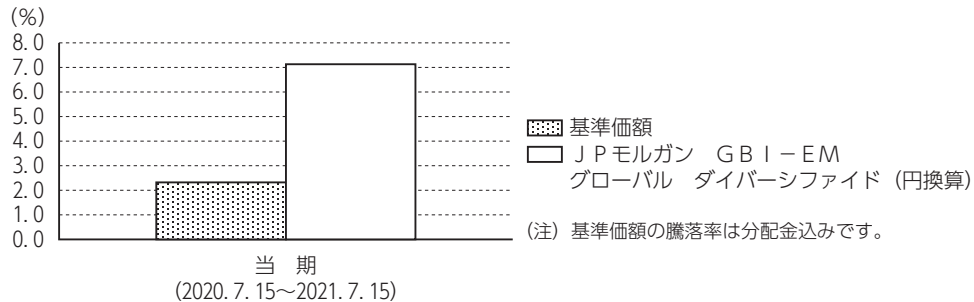 (%)
8.0
7.0
6.0
5.0
4.0
3.0
2.0
1.0
0.0
当 期
(2020.7.15~2021.7.15)
基準価額
JPモルガン GBI-EM
グローバル ダイバーシファイド(円換算)
(注)基準価額の騰落率は分配金込みです。